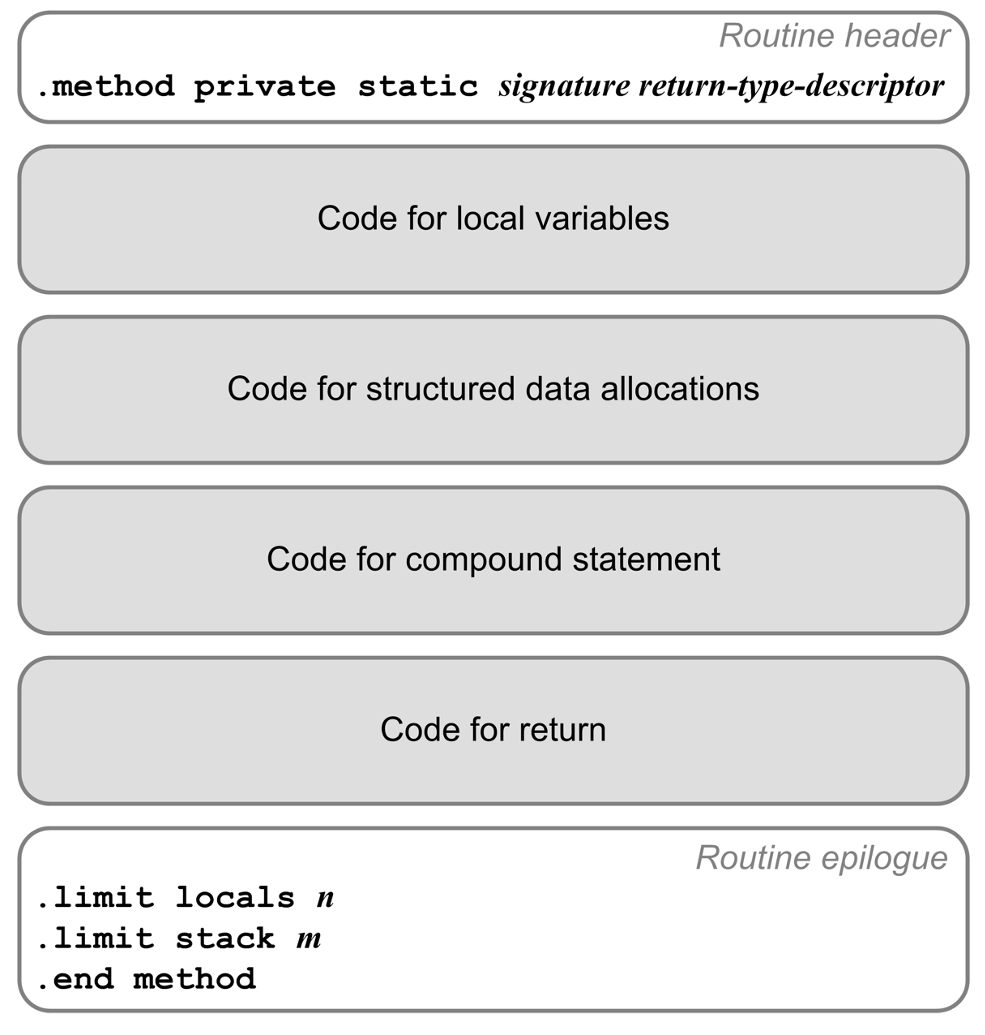 Routine header
.method private static signature return-type-descriptor
Code for local variables
Code for structured data allocations
Code for compound statement
Code for return
Routine epilogue
.limit locals n
.limit stack m
.end method